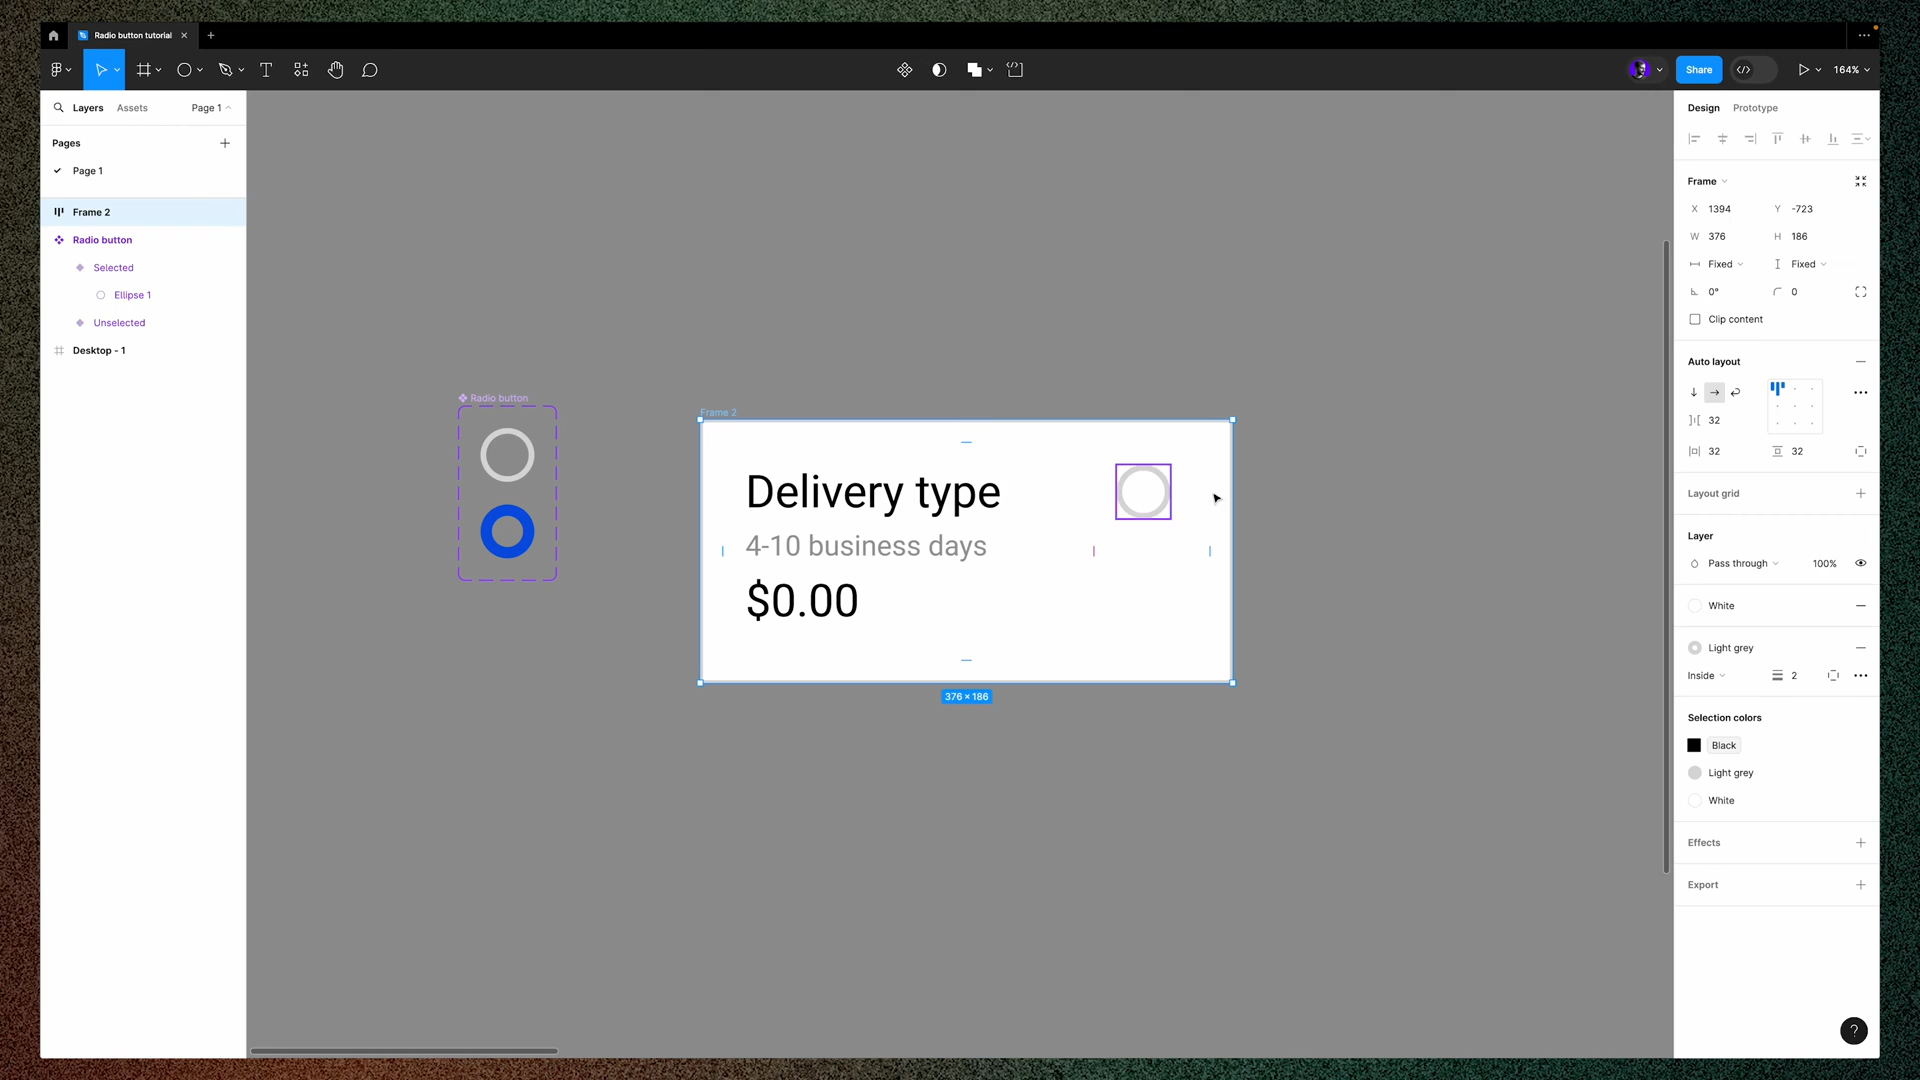 Radio button tutorial
Share
164%
Layers Assets Page 1
Pages
Page 1
Frame 2
Radio button
Selected
Ellipse 1
Unselected
Desktop - 1
Radio button
Frame 2
Delivery type
4-10 business days
$0.00
376 × 186
Design Prototype
Frame
X 1394 Y -723
W 376 H 186
Fixed Fixed
0° 0
Clip content
Auto layout
32
32 32
Layout grid
Layer
Pass through 100%
White
Light grey
Inside 2
Selection colors
Black
Light grey
White
Effects
Export
?